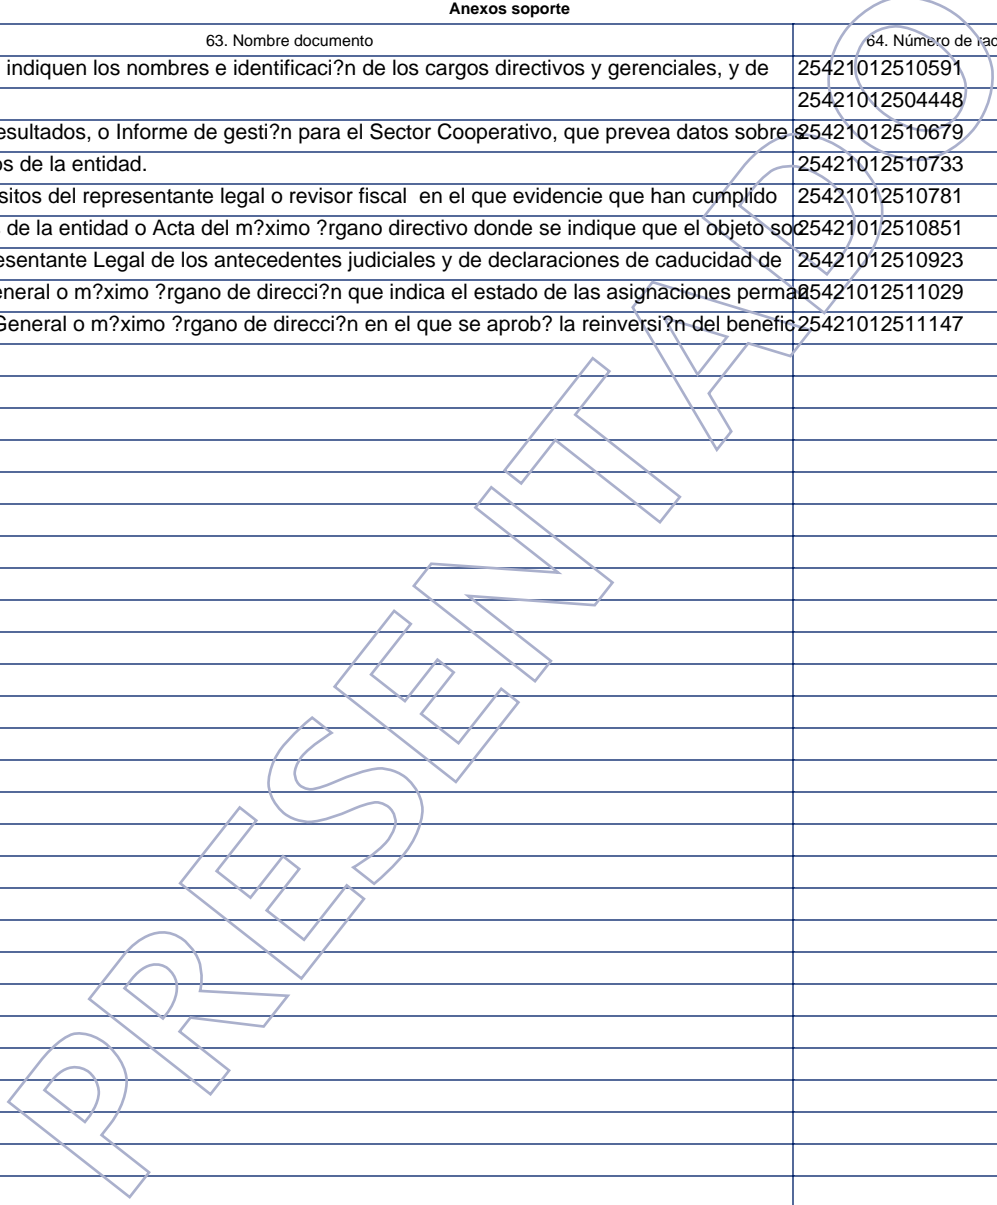 Anexos soporte
63. Nombre documento 64. Número de rad
indiquen los nombres e identificaci?n de los cargos directivos y gerenciales, y de 25421012510591
25421012504448
esultados, o Informe de gesti?n para el Sector Cooperativo, que prevea datos sobre s 25421012510679
os de la entidad. 25421012510733
sitos del representante legal o revisor fiscal en el que evidencie que han cumplido 25421012510781
de la entidad o Acta del m?ximo ?rgano directivo donde se indique que el objeto soc 25421012510851
esentante Legal de los antecedentes judiciales y de declaraciones de caducidad de 25421012510923
eneral o m?ximo ?rgano de direcci?n que indica el estado de las asignaciones perman 25421012511029
General o m?ximo ?rgano de direcci?n en el que se aprob? la reinversi?n del benefic 25421012511147
PRESENTADO